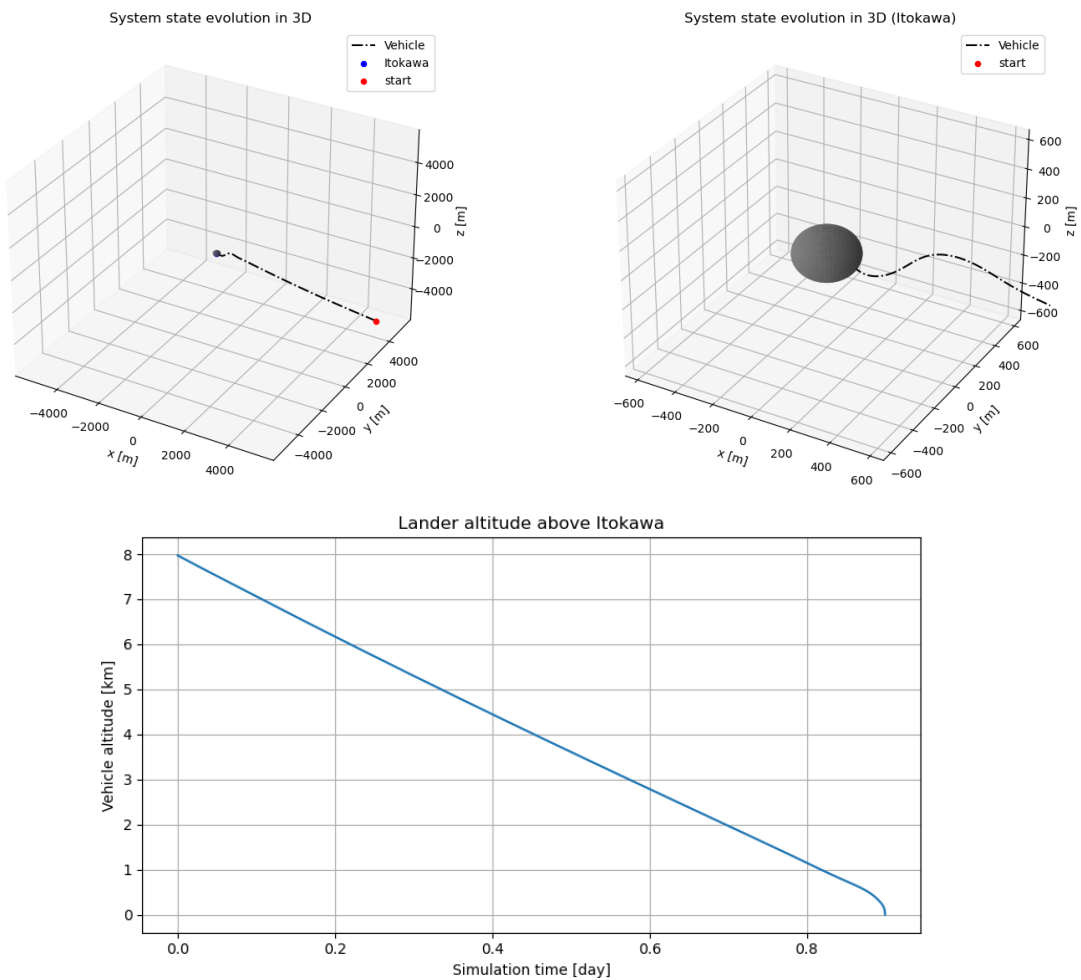 System state evolution in 3D
Vehicle
Itokawa
start
4000
2000
0
−2000
−4000
z [m]
4000
2000
0
−2000
−4000
y [m]
−4000
−2000
0
2000
4000
x [m]
System state evolution in 3D (Itokawa)
Vehicle
start
600
400
200
0
−200
−400
−600
z [m]
600
400
200
0
−200
−400
−600
y [m]
−600
−400
−200
0
200
400
600
x [m]
Lander altitude above Itokawa
8
7
6
5
4
3
2
1
0
Vehicle altitude [km]
0.0 0.2 0.4 0.6 0.8
Simulation time [day]